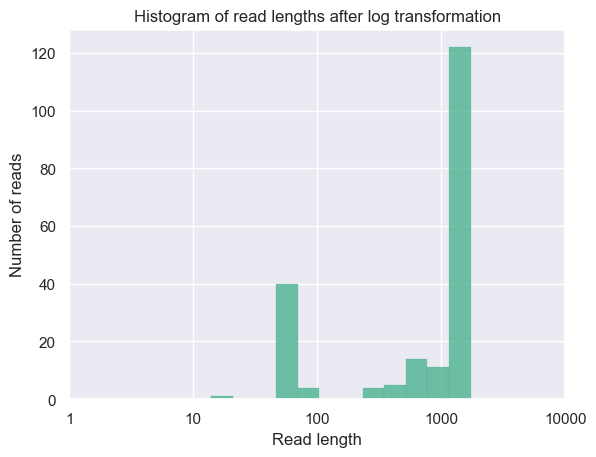 Histogram of read lengths after log transformation
Number of reads
120
100
80
60
40
20
0
1 10 100 1000 10000
Read length